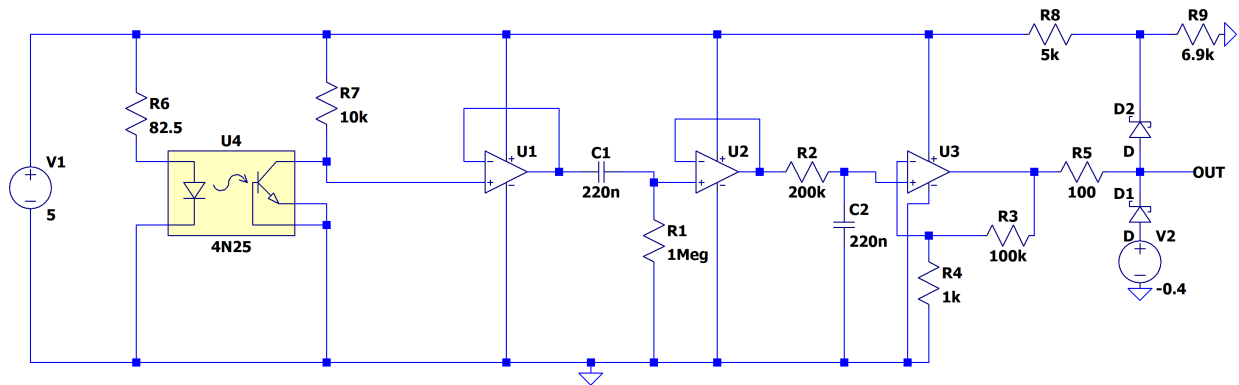 R8
5k
R9
6.9k
R6
82.5
R7
10k
D2
D
U4
V1
5
4N25
U1
C1
220n
U2
R2
200k
U3
R5
100
OUT
R1
1Meg
C2
220n
R3
100k
D1
D
V2
-0.4
R4
1k